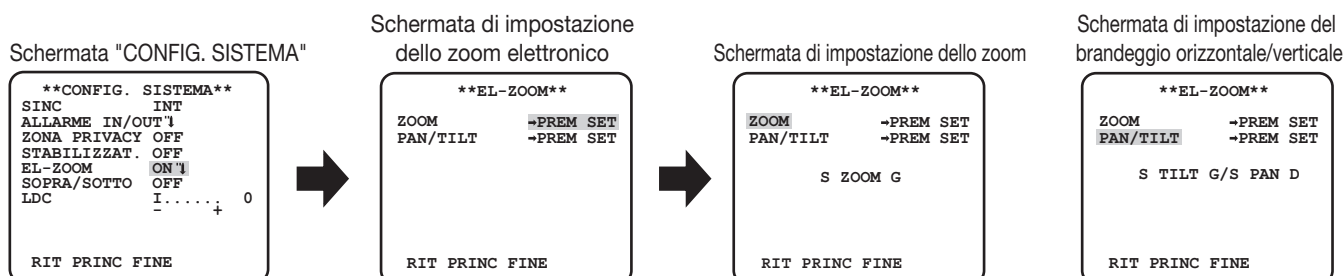 Schermata "CONFIG. SISTEMA"
**CONFIG. SISTEMA**
SINC INT
ALLARME IN/OUT
ZONA PRIVACY OFF
STABILIZZAT. OFF
EL-ZOOM ON
SOPRA/SOTTO OFF
LDC I...... 0
- +
RIT PRINC FINE
Schermata di impostazione
dello zoom elettronico
**EL-ZOOM**
ZOOM →PREM SET
PAN/TILT →PREM SET
RIT PRINC FINE
Schermata di impostazione dello zoom
**EL-ZOOM**
ZOOM →PREM SET
PAN/TILT →PREM SET
S ZOOM G
RIT PRINC FINE
Schermata di impostazione del
brandeggio orizzontale/verticale
**EL-ZOOM**
ZOOM →PREM SET
PAN/TILT →PREM SET
S TILT G/S PAN D
RIT PRINC FINE